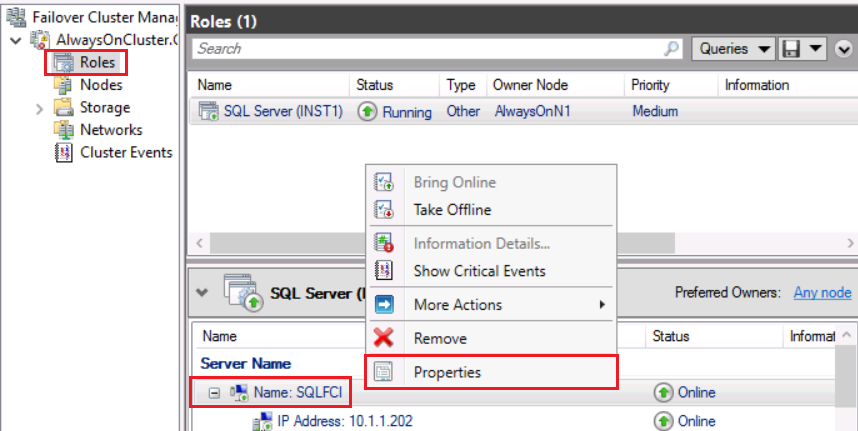 Failover Cluster Mana
AlwaysOnCluster.
Roles
Nodes
Storage
Networks
Cluster Events
Roles (1)
Search
Queries
Name Status Type Owner Node Priority Information
SQL Server (INST1) Running Other AlwaysOnN1 Medium
Bring Online
Take Offline
Information Details...
Show Critical Events
More Actions
Remove
Properties
SQL Server (I
Preferred Owners: Any node
Name Status Informat
Server Name
Name: SQLFCI Online
IP Address: 10.1.1.202 Online